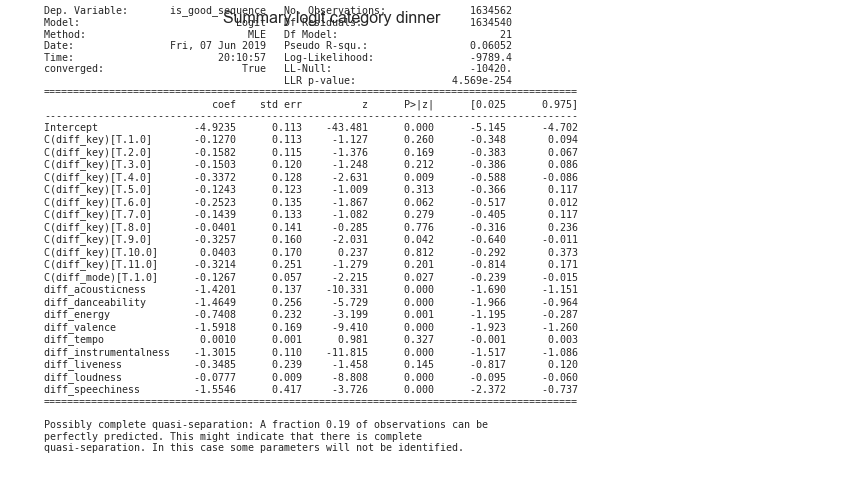 Summary logit category dinner
Dep. Variable: is_good_sequence No. Observations: 1634562
Model: Logit Df Residuals: 1634540
Method: MLE Df Model: 21
Date: Fri, 07 Jun 2019 Pseudo R-squ.: 0.06052
Time: 20:10:57 Log-Likelihood: -9789.4
converged: True LL-Null: -10420.
LLR p-value: 4.569e-254
==============================================================================
coef std err z P>|z| [0.025 0.975]
------------------------------------------------------------------------------
Intercept -4.9235 0.113 -43.481 0.000 -5.145 -4.702
C(diff_key)[T.1.0] -0.1270 0.113 -1.127 0.260 -0.348 0.094
C(diff_key)[T.2.0] -0.1582 0.115 -1.376 0.169 -0.383 0.067
C(diff_key)[T.3.0] -0.1503 0.120 -1.248 0.212 -0.386 0.086
C(diff_key)[T.4.0] -0.3372 0.128 -2.631 0.009 -0.588 -0.086
C(diff_key)[T.5.0] -0.1243 0.123 -1.009 0.313 -0.366 0.117
C(diff_key)[T.6.0] -0.2523 0.135 -1.867 0.062 -0.517 0.012
C(diff_key)[T.7.0] -0.1439 0.133 -1.082 0.279 -0.405 0.117
C(diff_key)[T.8.0] -0.0401 0.141 -0.285 0.776 -0.316 0.236
C(diff_key)[T.9.0] -0.3257 0.160 -2.031 0.042 -0.640 -0.011
C(diff_key)[T.10.0] 0.0403 0.170 0.237 0.812 -0.292 0.373
C(diff_key)[T.11.0] -0.3214 0.251 -1.279 0.201 -0.814 0.171
C(diff_mode)[T.1.0] -0.1267 0.057 -2.215 0.027 -0.239 -0.015
diff_acousticness -1.4201 0.137 -10.331 0.000 -1.690 -1.151
diff_danceability -1.4649 0.256 -5.729 0.000 -1.966 -0.964
diff_energy -0.7408 0.232 -3.199 0.001 -1.195 -0.287
diff_valence -1.5918 0.169 -9.410 0.000 -1.923 -1.260
diff_tempo 0.0010 0.001 0.981 0.327 -0.001 0.003
diff_instrumentalness -1.3015 0.110 -11.815 0.000 -1.517 -1.086
diff_liveness -0.3485 0.239 -1.458 0.145 -0.817 0.120
diff_loudness -0.0777 0.009 -8.808 0.000 -0.095 -0.060
diff_speechiness -1.5546 0.417 -3.726 0.000 -2.372 -0.737
==============================================================================
Possibly complete quasi-separation: A fraction 0.19 of observations can be
perfectly predicted. This might indicate that there is complete
quasi-separation. In this case some parameters will not be identified.